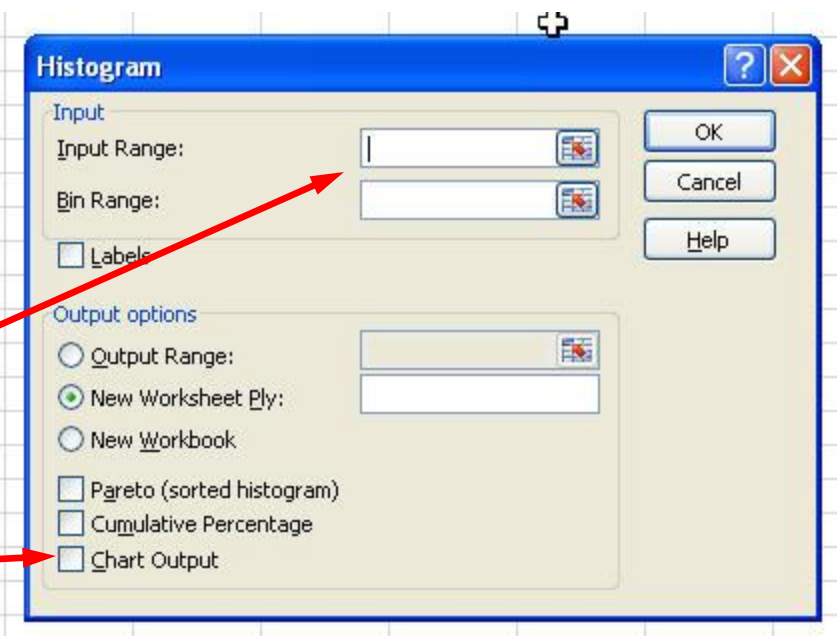 Histogram
Input
Input Range:
Bin Range:
Labels
Output options
Output Range:
New Worksheet Ply:
New Workbook
Pareto (sorted histogram)
Cumulative Percentage
Chart Output
OK
Cancel
Help